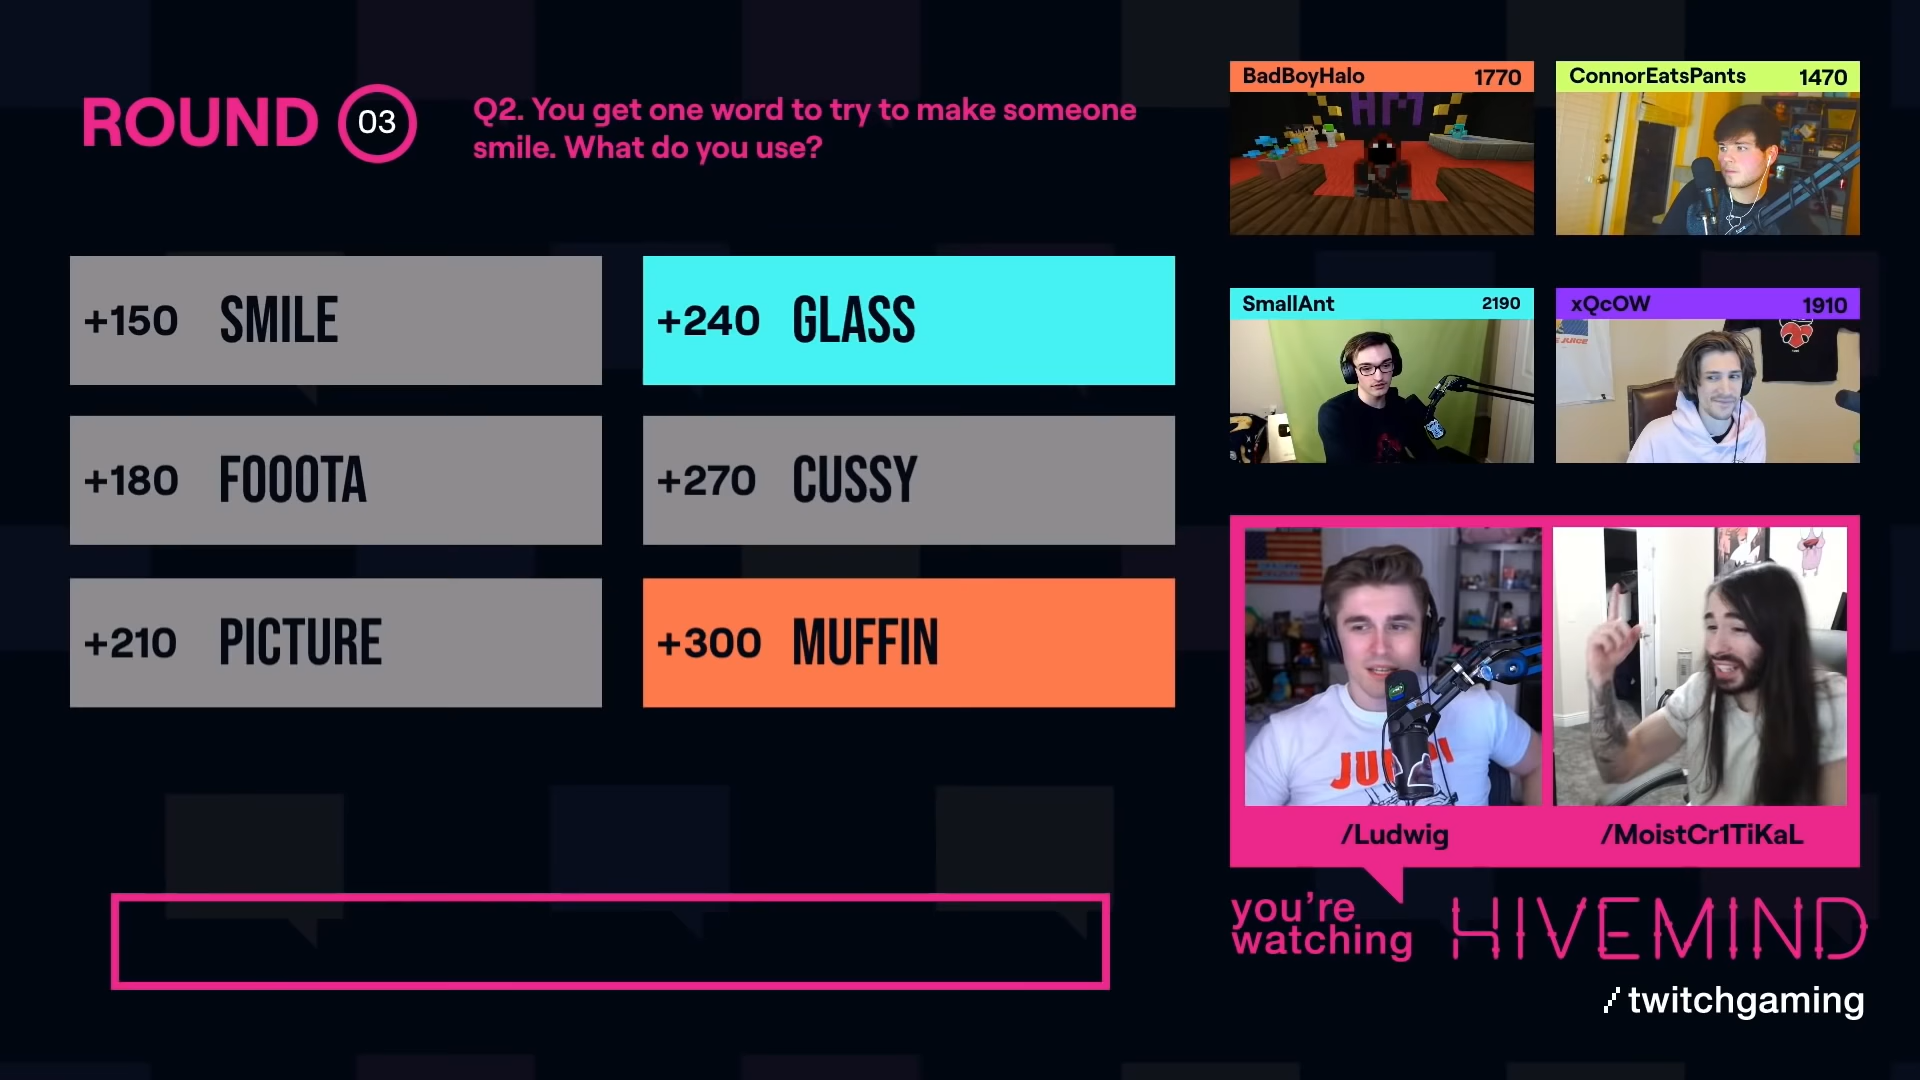 ROUND 03
Q2. You get one word to try to make someone
smile. What do you use?
+150 SMILE
+240 GLASS
+180 FOOOTA
+270 CUSSY
+210 PICTURE
+300 MUFFIN
BadBoyHalo 1770
ConnorEatsPants 1470
SmallAnt 2190
xQcOW 1910
/Ludwig
/MoistCr1TiKaL
you're
watching
HIVEMIND
/twitchgaming